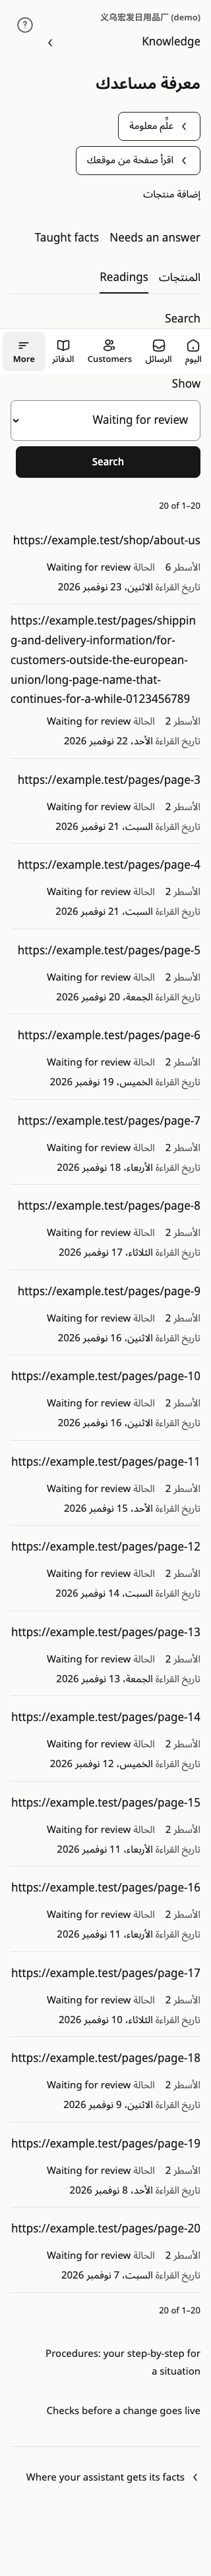 义乌宏发日用品厂 (demo)
?
Knowledge
معرفة مساعدك
علّم معلومة
اقرأ صفحة من موقعك
إضافة منتجات
Needs an answer
Taught facts
المنتجات
Readings
Search
اليوم
الرسائل
Customers
الدفاتر
More
Show
Waiting for review
Search
20 of 1–20
https://example.test/shop/about-us
الأسطر 6 الحالة Waiting for review
تاريخ القراءة الاثنين، 23 نوفمبر 2026
https://example.test/pages/shippin
g-and-delivery-information/for-
customers-outside-the-european-
union/long-page-name-that-
continues-for-a-while-0123456789
الأسطر 2 الحالة Waiting for review
تاريخ القراءة الأحد، 22 نوفمبر 2026
https://example.test/pages/page-3
الأسطر 2 الحالة Waiting for review
تاريخ القراءة السبت، 21 نوفمبر 2026
https://example.test/pages/page-4
الأسطر 2 الحالة Waiting for review
تاريخ القراءة السبت، 21 نوفمبر 2026
https://example.test/pages/page-5
الأسطر 2 الحالة Waiting for review
تاريخ القراءة الجمعة، 20 نوفمبر 2026
https://example.test/pages/page-6
الأسطر 2 الحالة Waiting for review
تاريخ القراءة الخميس، 19 نوفمبر 2026
https://example.test/pages/page-7
الأسطر 2 الحالة Waiting for review
تاريخ القراءة الأربعاء، 18 نوفمبر 2026
https://example.test/pages/page-8
الأسطر 2 الحالة Waiting for review
تاريخ القراءة الثلاثاء، 17 نوفمبر 2026
https://example.test/pages/page-9
الأسطر 2 الحالة Waiting for review
تاريخ القراءة الاثنين، 16 نوفمبر 2026
https://example.test/pages/page-10
الأسطر 2 الحالة Waiting for review
تاريخ القراءة الاثنين، 16 نوفمبر 2026
https://example.test/pages/page-11
الأسطر 2 الحالة Waiting for review
تاريخ القراءة الأحد، 15 نوفمبر 2026
https://example.test/pages/page-12
الأسطر 2 الحالة Waiting for review
تاريخ القراءة السبت، 14 نوفمبر 2026
https://example.test/pages/page-13
الأسطر 2 الحالة Waiting for review
تاريخ القراءة الجمعة، 13 نوفمبر 2026
https://example.test/pages/page-14
الأسطر 2 الحالة Waiting for review
تاريخ القراءة الخميس، 12 نوفمبر 2026
https://example.test/pages/page-15
الأسطر 2 الحالة Waiting for review
تاريخ القراءة الأربعاء، 11 نوفمبر 2026
https://example.test/pages/page-16
الأسطر 2 الحالة Waiting for review
تاريخ القراءة الأربعاء، 11 نوفمبر 2026
https://example.test/pages/page-17
الأسطر 2 الحالة Waiting for review
تاريخ القراءة الثلاثاء، 10 نوفمبر 2026
https://example.test/pages/page-18
الأسطر 2 الحالة Waiting for review
تاريخ القراءة الاثنين، 9 نوفمبر 2026
https://example.test/pages/page-19
الأسطر 2 الحالة Waiting for review
تاريخ القراءة الأحد، 8 نوفمبر 2026
https://example.test/pages/page-20
الأسطر 2 الحالة Waiting for review
تاريخ القراءة السبت، 7 نوفمبر 2026
20 of 1–20
Procedures: your step-by-step for
a situation
Checks before a change goes live
Where your assistant gets its facts